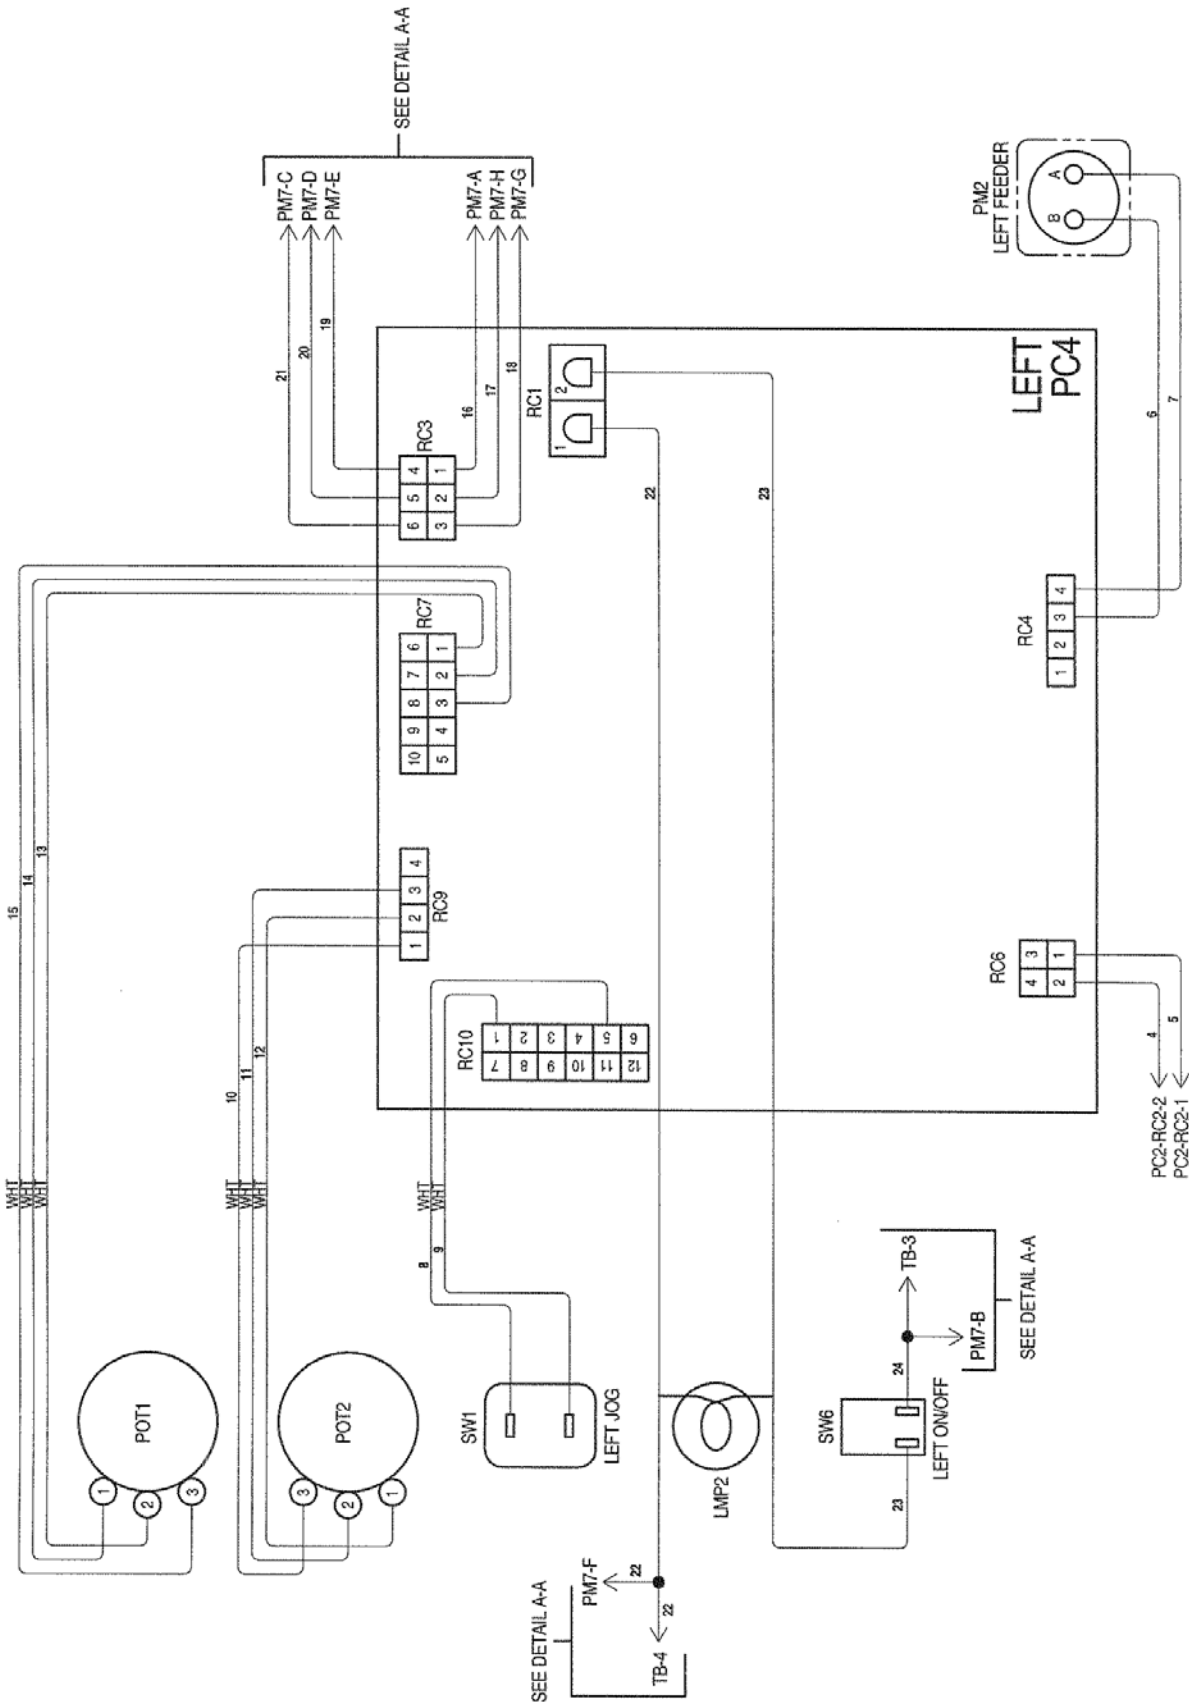 WHT
WHT
WHT
15
14
13
POT1
1
2
3
WHT
WHT
WHT
10
11
12
POT2
3
2
1
SW1
LEFT JOG
8
9
WHT
WHT
RC10
7 1
8 2
9 3
10 4
11 5
12 6
RC9
1 2 3 4
RC7
10 9 8 7 6
5 4 3 2 1
RC3
6 5 4
3 2 1
21
20
19
16
17
18
PM7-C
PM7-D
PM7-E
PM7-A
PM7-H
PM7-G
SEE DETAIL A-A
RC1
1 2
22
23
SEE DETAIL A-A
PM7-F
22
22
TB-4
LMP2
SW6
LEFT ON/OFF
23
24
TB-3
PM7-B
SEE DETAIL A-A
RC6
4 3
2 1
4
5
PC2-RC2-2
PC2-RC2-1
RC4
1 2 3 4
LEFT
PC4
6
7
PM2
LEFT FEEDER
B A